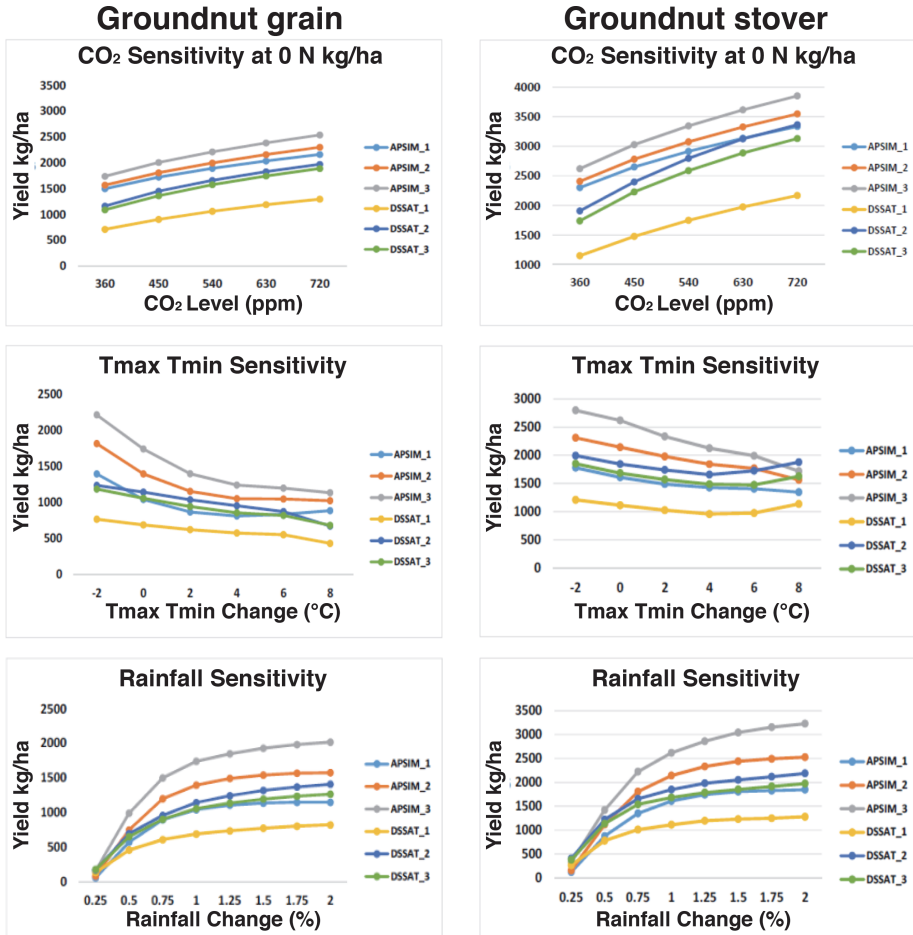 Groundnut grain
Groundnut stover
CO₂ Sensitivity at 0 N kg/ha
Yield kg/ha
3500
3000
2500
2000
1500
1000
500
0
360 450 540 630 720
CO₂ Level (ppm)
APSIM_1
APSIM_2
APSIM_3
DSSAT_1
DSSAT_2
DSSAT_3
CO₂ Sensitivity at 0 N kg/ha
Yield kg/ha
4000
3500
3000
2500
2000
1500
1000
360 450 540 630 720
CO₂ Level (ppm)
APSIM_1
APSIM_2
APSIM_3
DSSAT_1
DSSAT_2
DSSAT_3
Tmax Tmin Sensitivity
Yield kg/ha
2500
2000
1500
1000
500
0
-2 0 2 4 6 8
Tmax Tmin Change (°C)
APSIM_1
APSIM_2
APSIM_3
DSSAT_1
DSSAT_2
DSSAT_3
Tmax Tmin Sensitivity
Yield kg/ha
3000
2500
2000
1500
1000
500
0
-2 0 2 4 6 8
Tmax Tmin Change (°C)
APSIM_1
APSIM_2
APSIM_3
DSSAT_1
DSSAT_2
DSSAT_3
Rainfall Sensitivity
Yield kg/ha
2500
2000
1500
1000
500
0
0.25 0.5 0.75 1 1.25 1.5 1.75 2
Rainfall Change (%)
APSIM_1
APSIM_2
APSIM_3
DSSAT_1
DSSAT_2
DSSAT_3
Rainfall Sensitivity
Yield kg/ha
3500
3000
2500
2000
1500
1000
500
0
0.25 0.5 0.75 1 1.25 1.5 1.75 2
Rainfall Change (%)
APSIM_1
APSIM_2
APSIM_3
DSSAT_1
DSSAT_2
DSSAT_3